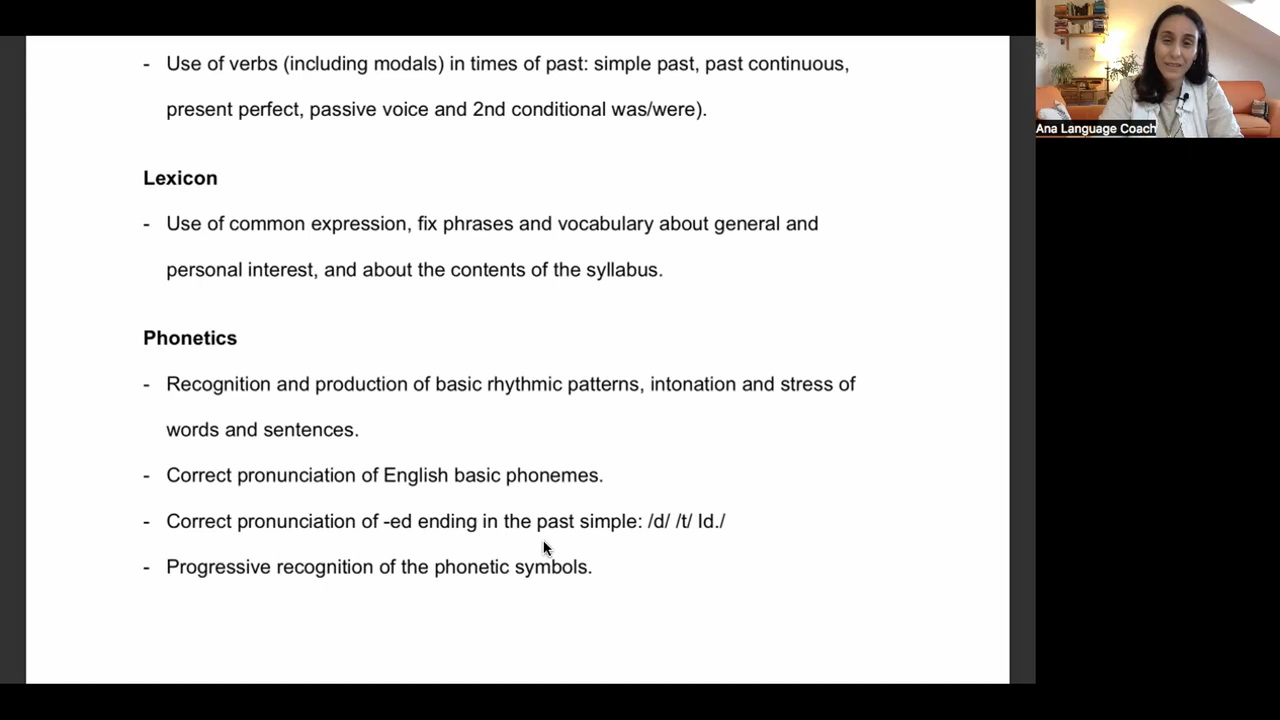 - Use of verbs (including modals) in times of past: simple past, past continuous,
present perfect, passive voice and 2nd conditional was/were).
Lexicon
- Use of common expression, fix phrases and vocabulary about general and
personal interest, and about the contents of the syllabus.
Phonetics
- Recognition and production of basic rhythmic patterns, intonation and stress of
words and sentences.
- Correct pronunciation of English basic phonemes.
- Correct pronunciation of -ed ending in the past simple: /d/ /t/ Id./
- Progressive recognition of the phonetic symbols.
Ana Language Coach